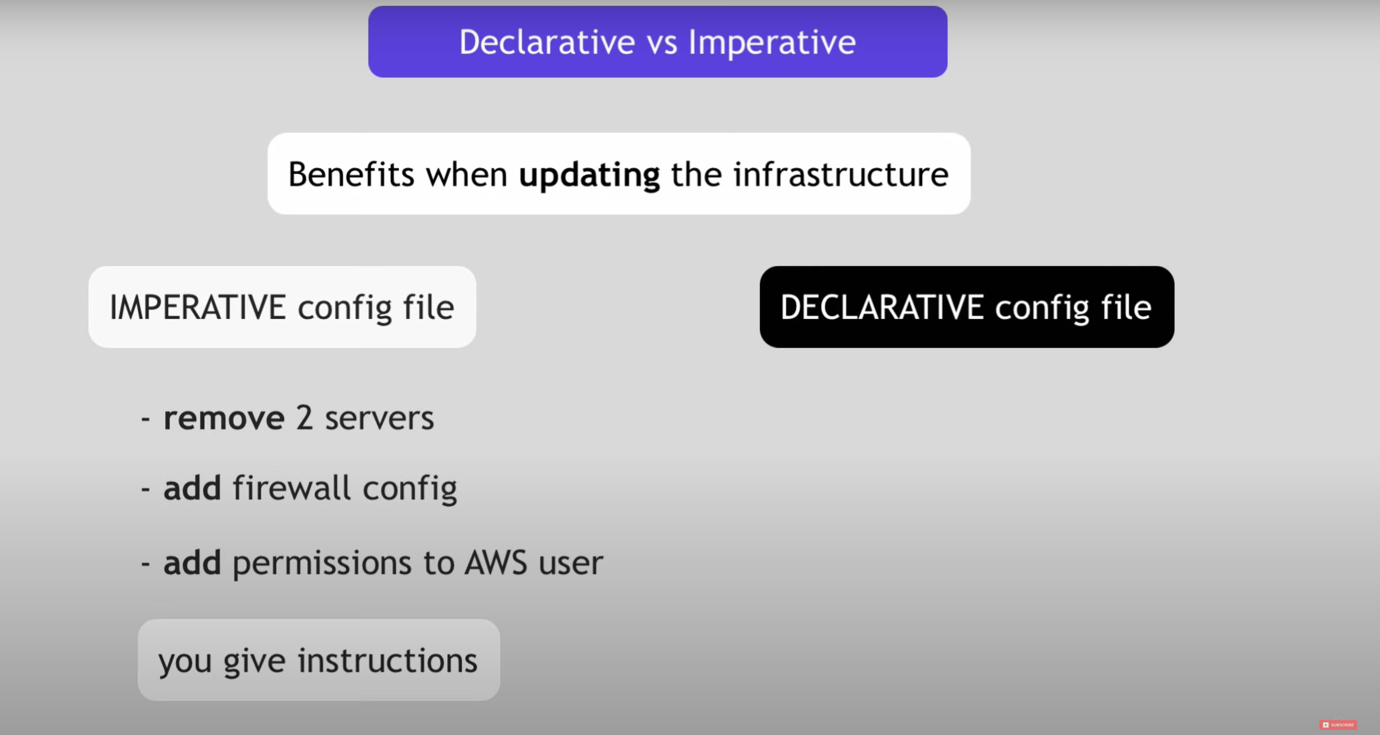 Declarative vs Imperative
Benefits when updating the infrastructure
IMPERATIVE config file
DECLARATIVE config file
- remove 2 servers
- add firewall config
- add permissions to AWS user
you give instructions
SUBSCRIBE